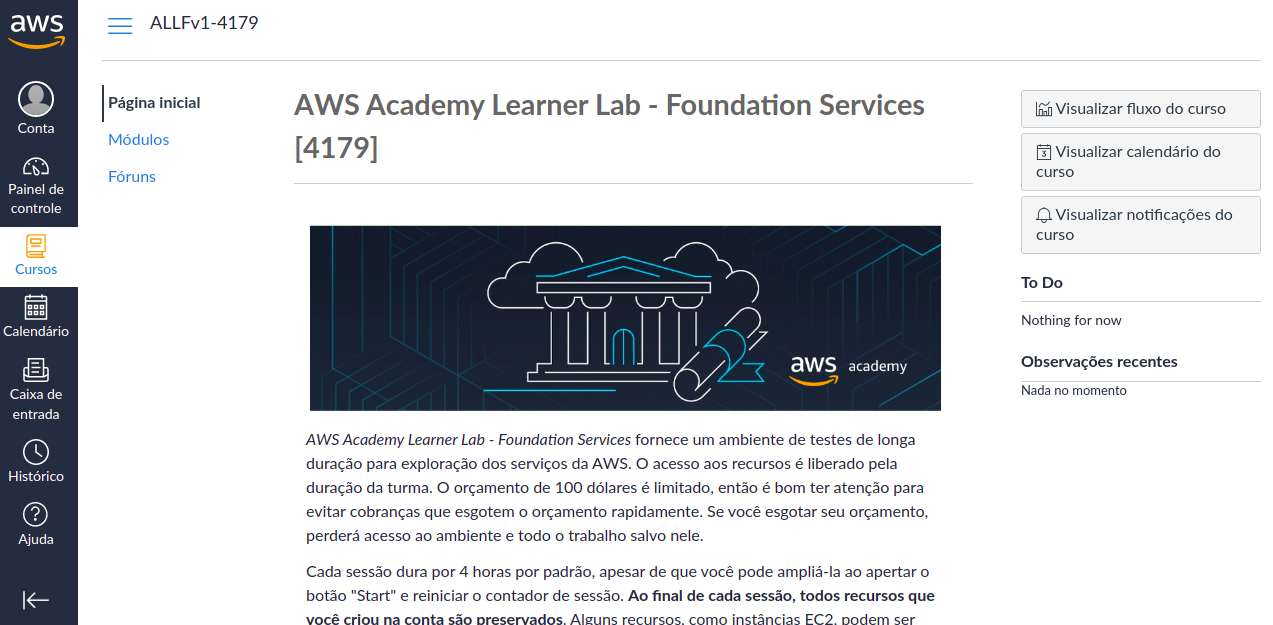 aws
Conta
Painel de
controle
Cursos
Calendário
Caixa de
entrada
Histórico
Ajuda
ALLFv1-4179
Página inicial
Módulos
Fóruns
AWS Academy Learner Lab - Foundation Services
[4179]
aws academy
AWS Academy Learner Lab - Foundation Services fornece um ambiente de testes de longa
duração para exploração dos serviços da AWS. O acesso aos recursos é liberado pela
duração da turma. O orçamento de 100 dólares é limitado, então é bom ter atenção para
evitar cobranças que esgotem o orçamento rapidamente. Se você esgotar seu orçamento,
perderá acesso ao ambiente e todo o trabalho salvo nele.
Cada sessão dura por 4 horas por padrão, apesar de que você pode ampliá-la ao apertar o
botão "Start" e reiniciar o contador de sessão. Ao final de cada sessão, todos recursos que
você criou na conta são preservados. Alguns recursos, como instâncias EC2, podem ser
Visualizar fluxo do curso
3 Visualizar calendário do
curso
Visualizar notificações do
curso
To Do
Nothing for now
Observações recentes
Nada no momento